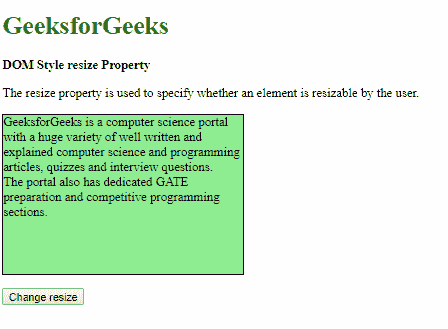 GeeksforGeeks
DOM Style resize Property
The resize property is used to specify whether an element is resizable by the user.
GeeksforGeeks is a computer science portal
with a huge variety of well written and
explained computer science and programming
articles, quizzes and interview questions.
The portal also has dedicated GATE
preparation and competitive programming
sections.
Change resize